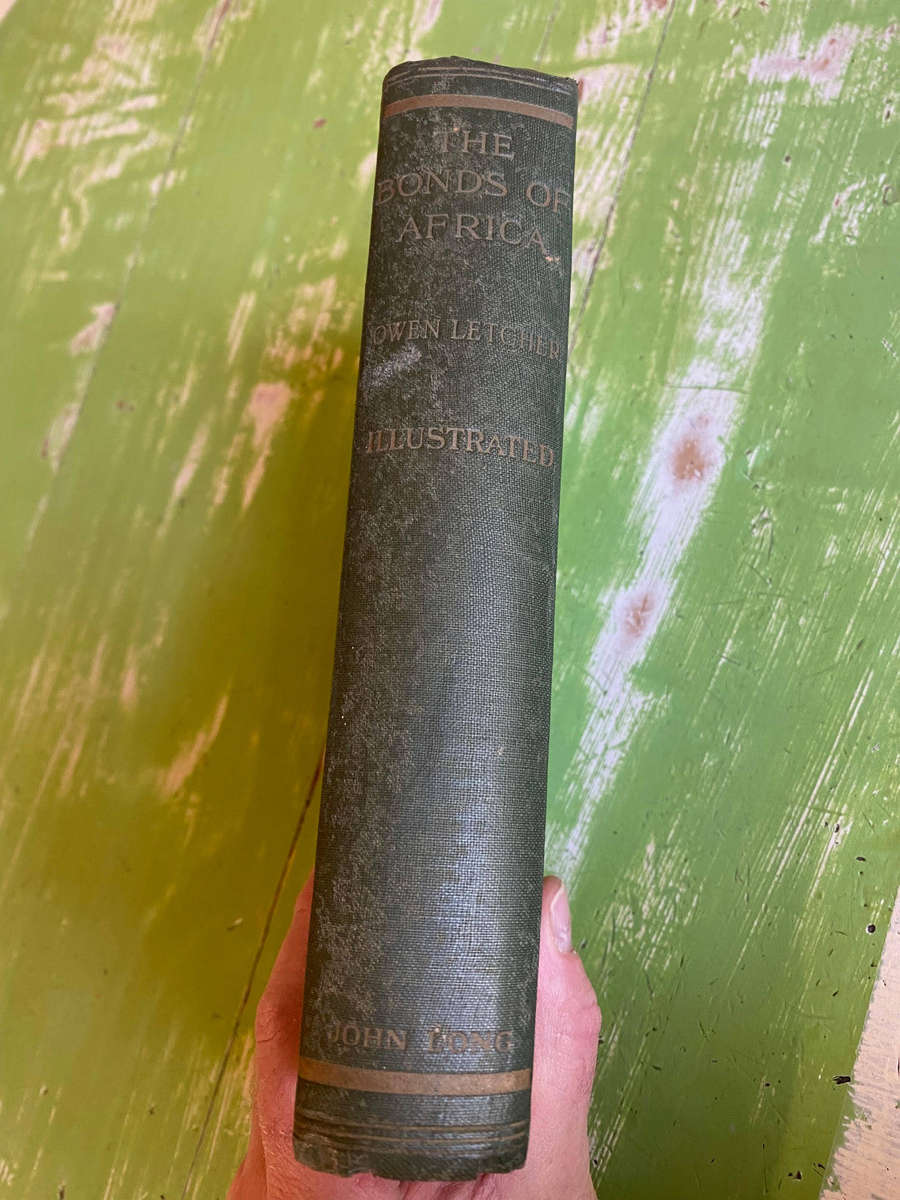 THE
BONDS OF
AFRICA
OWEN LETCHER
ILLUSTRATED
JOHN LONG